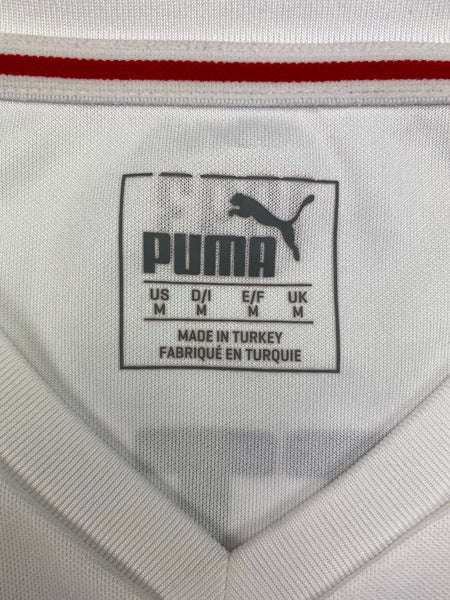 PUMA
US D/I E/F UK
M M M M
MADE IN TURKEY
FABRIQUÉ EN TURQUIE